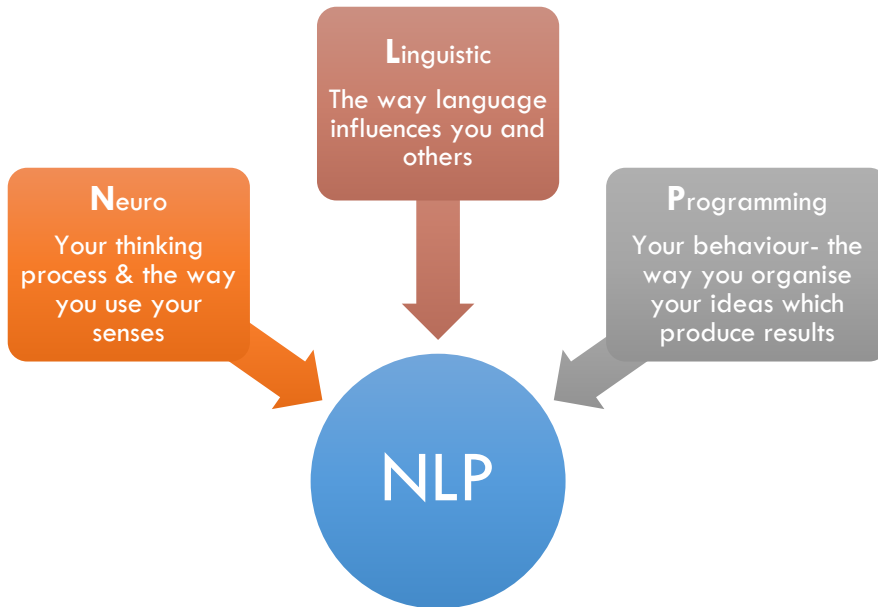 Linguistic
The way language
influences you and
others
Neuro
Your thinking
process & the way
you use your
senses
Programming
Your behaviour- the
way you organise
your ideas which
produce results
NLP